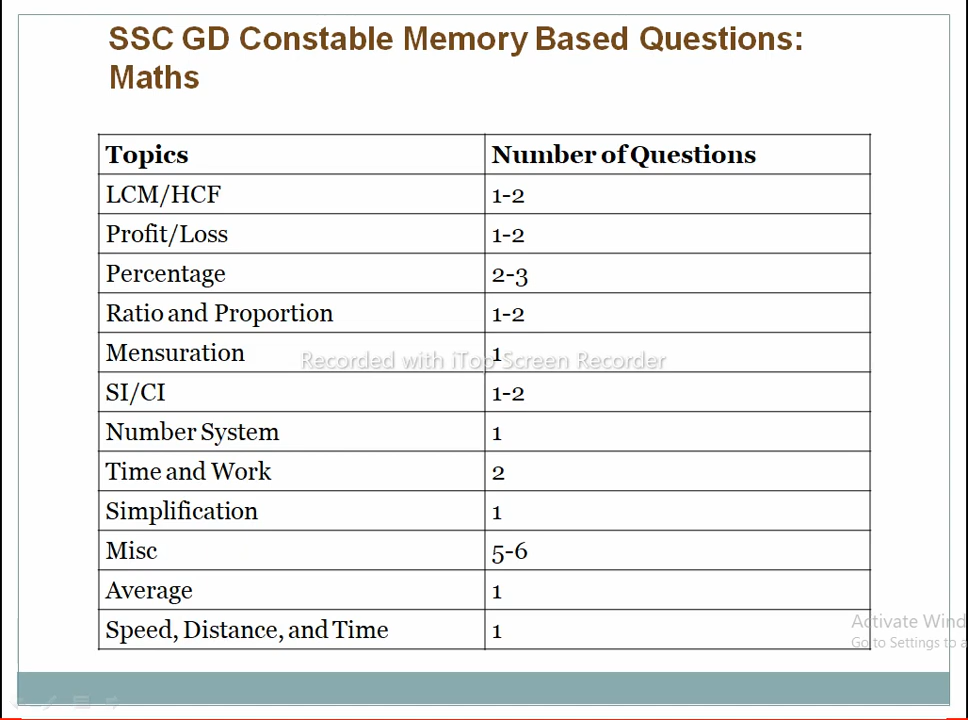 SSC GD Constable Memory Based Questions:
Maths
Topics Number of Questions
LCM/HCF 1-2
Profit/Loss 1-2
Percentage 2-3
Ratio and Proportion 1-2
Mensuration 1
Recorded with iTop Screen Recorder
SI/CI 1-2
Number System 1
Time and Work 2
Simplification 1
Misc 5-6
Average 1
Activate Wind
Speed, Distance, and Time 1
Go to Settings to a